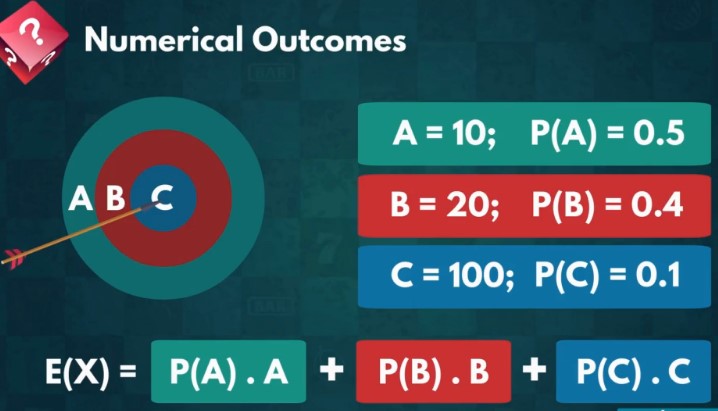 Numerical Outcomes
A B C
A = 10; P(A) = 0.5
B = 20; P(B) = 0.4
C = 100; P(C) = 0.1
E(X) = P(A) . A + P(B) . B + P(C) . C